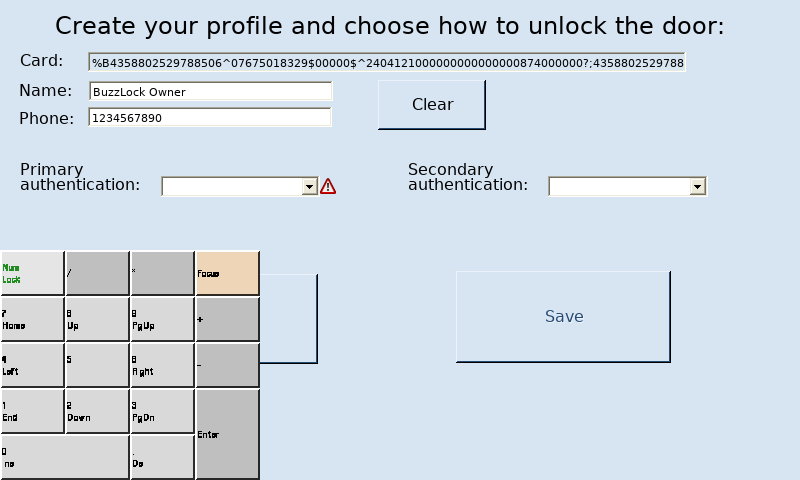 Create your profile and choose how to unlock the door:
Card:
%B4358802529788506^07675018329$00000$^24041210000000000000000874000000?;4358802529788
Name:
BuzzLock Owner
Clear
Phone:
1234567890
Primary
authentication:
Secondary
authentication:
Num
Lock
/
*
Focus
7
Home
8
Up
9
PgUp
+
4
Left
5
6
Right
-
Save
1
End
2
Down
3
PgDn
Enter
0
Ins
.
De